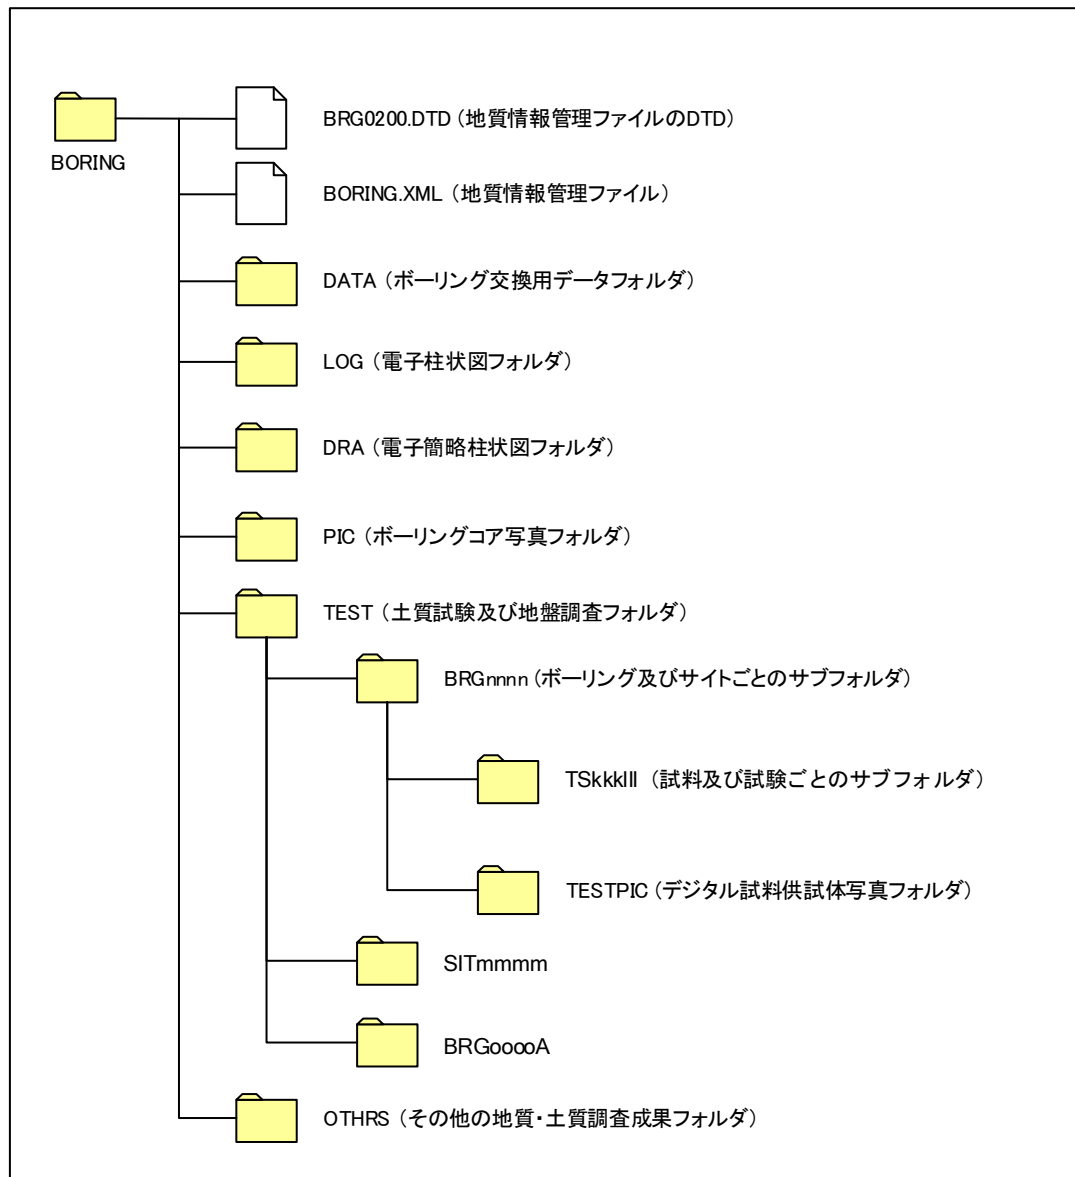 BORING
BRG0200.DTD（地質情報管理ファイルのDTD）
BORING.XML（地質情報管理ファイル）
DATA（ボーリング交換用データフォルダ）
LOG（電子柱状図フォルダ）
DRA（電子簡略柱状図フォルダ）
PIC（ボーリングコア写真フォルダ）
TEST（土質試験及び地盤調査フォルダ）
BRGnnnn（ボーリング及びサイトごとのサブフォルダ）
TSkkklll（試料及び試験ごとのサブフォルダ）
TESTPIC（デジタル試料供試体写真フォルダ）
SITmmmm
BRGooooA
OTHRS（その他の地質・土質調査成果フォルダ）